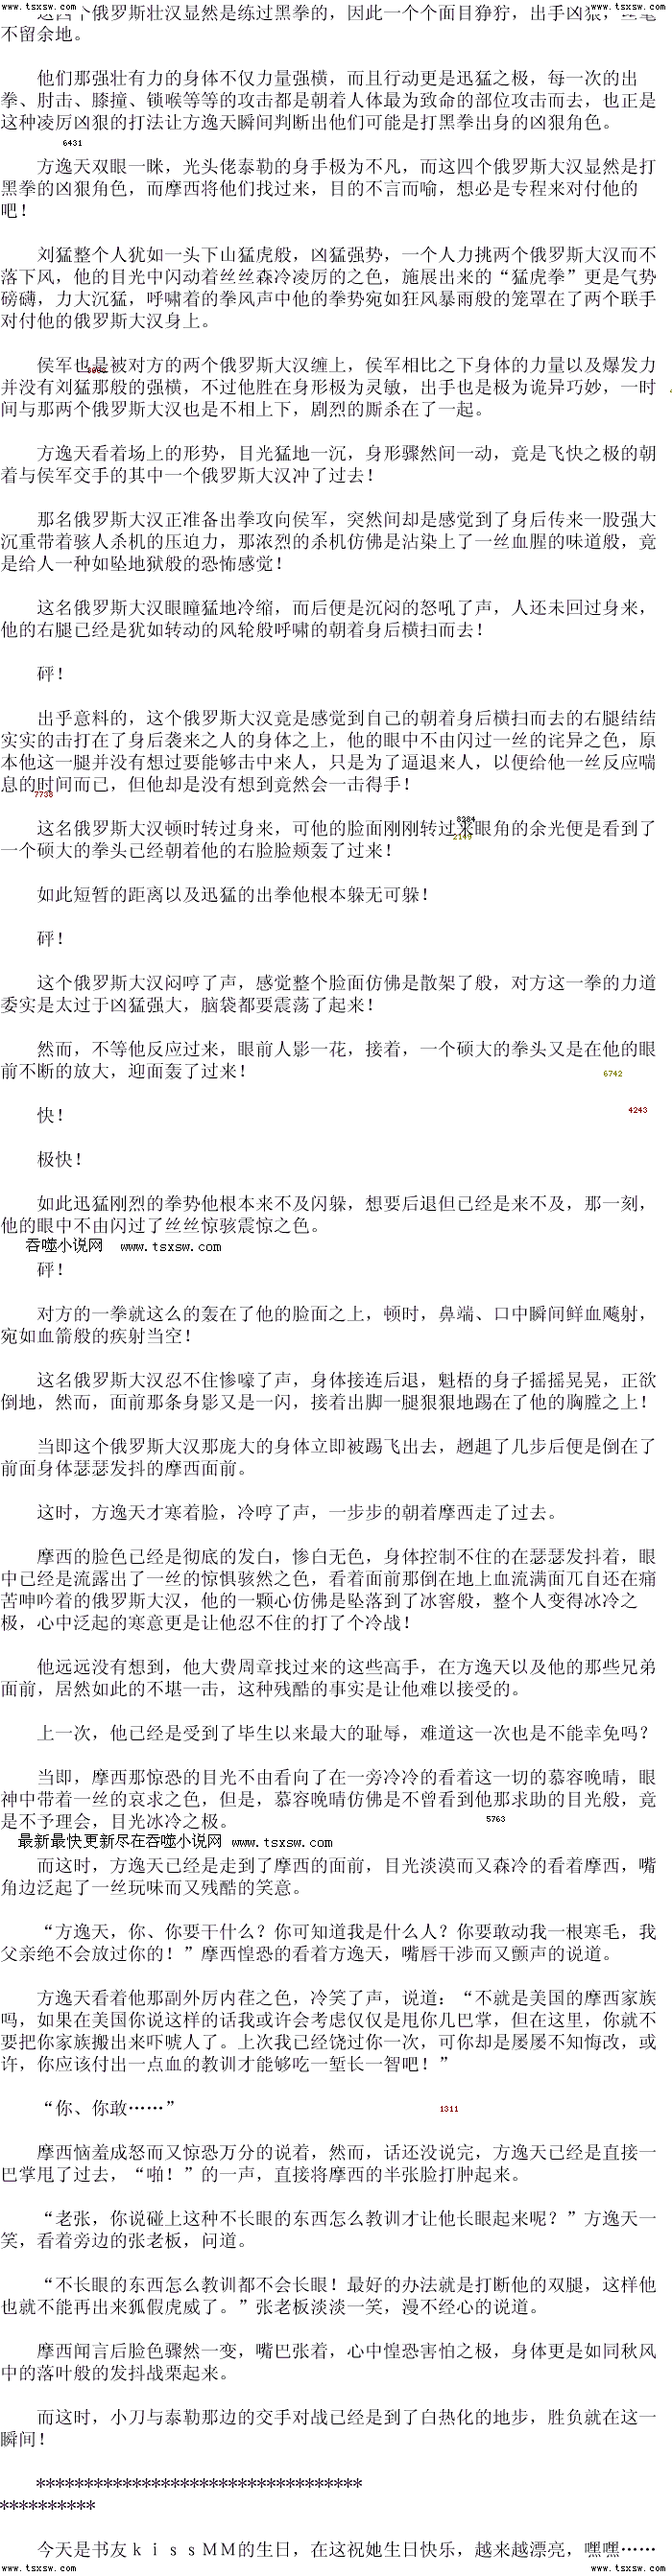 www.tsxsw.com www.tsxsw.com
这四个俄罗斯壮汉显然是练过黑拳的，因此一个个面目狰狞，出手凶狠，丝毫
不留余地。
他们那强壮有力的身体不仅力量强横，而且行动更是迅猛之极，每一次的出
拳、肘击、膝撞、锁喉等等的攻击都是朝着人体最为致命的部位攻击而去，也正是
这种凌厉凶狠的打法让方逸天瞬间判断出他们可能是打黑拳出身的凶狠角色。
6431
方逸天双眼一眯，光头佬泰勒的身手极为不凡，而这四个俄罗斯大汉显然是打
黑拳的凶狠角色，而摩西将他们找过来，目的不言而喻，想必是专程来对付他的
吧！
刘猛整个人犹如一头下山猛虎般，凶猛强势，一个人力挑两个俄罗斯大汉而不
落下风，他的目光中闪动着丝丝森冷凌厉的之色，施展出来的“猛虎拳”更是气势
磅礴，力大沉猛，呼啸着的拳风声中他的拳势宛如狂风暴雨般的笼罩在了两个联手
对付他的俄罗斯大汉身上。
侯军也是被对方的两个俄罗斯大汉缠上，侯军相比之下身体的力量以及爆发力
并没有刘猛那般的强横，不过他胜在身形极为灵敏，出手也是极为诡异巧妙，一时
间与那两个俄罗斯大汉也是不相上下，剧烈的厮杀在了一起。
方逸天看着场上的形势，目光猛地一沉，身形骤然间一动，竟是飞快之极的朝
着与侯军交手的其中一个俄罗斯大汉冲了过去！
那名俄罗斯大汉正准备出拳攻向侯军，突然间却是感觉到了身后传来一股强大
沉重带着骇人杀机的压迫力，那浓烈的杀机仿佛是沾染上了一丝血腥的味道般，竟
是给人一种如坠地狱般的恐怖感觉！
这名俄罗斯大汉眼瞳猛地冷缩，而后便是沉闷的怒吼了声，人还未回过身来，
他的右腿已经是犹如转动的风轮般呼啸的朝着身后横扫而去！
砰！
出乎意料的，这个俄罗斯大汉竟是感觉到自己的朝着身后横扫而去的右腿结结
实实的击打在了身后袭来之人的身体之上，他的眼中不由闪过一丝的诧异之色，原
本他这一腿并没有想过要能够击中来人，只是为了逼退来人，以便给他一丝反应喘
息的时间而已，但他却是没有想到竟然会一击得手！
7738
8284
这名俄罗斯大汉顿时转过身来，可他的脸面刚刚转过来眼角的余光便是看到了
2149
一个硕大的拳头已经朝着他的右脸脸颊轰了过来！
如此短暂的距离以及迅猛的出拳他根本躲无可躲！
砰！
这个俄罗斯大汉闷哼了声，感觉整个脸面仿佛是散架了般，对方这一拳的力道
委实是太过于凶猛强大，脑袋都要震荡了起来！
然而，不等他反应过来，眼前人影一花，接着，一个硕大的拳头又是在他的眼
前不断的放大，迎面轰了过来！
6742
快！
4243
极快！
如此迅猛刚烈的拳势他根本来不及闪躲，想要后退但已经是来不及，那一刻，
他的眼中不由闪过了丝丝惊骇震惊之色。
吞噬小说网 www.tsxsw.com
砰！
对方的一拳就这么的轰在了他的脸面之上，顿时，鼻端、口中瞬间鲜血飚射，
宛如血箭般的疾射当空！
这名俄罗斯大汉忍不住惨嚎了声，身体接连后退，魁梧的身子摇摇晃晃，正欲
倒地，然而，面前那条身影又是一闪，接着出脚一腿狠狠地踢在了他的胸膛之上！
当即这个俄罗斯大汉那庞大的身体立即被踢飞出去，趔趄了几步后便是倒在了
前面身体瑟瑟发抖的摩西面前。
这时，方逸天才寒着脸，冷哼了声，一步步的朝着摩西走了过去。
摩西的脸色已经是彻底的发白，惨白无色，身体控制不住的在瑟瑟发抖着，眼
中已经是流露出了一丝的惊惧骇然之色，看着面前那倒在地上血流满面兀自还在痛
苦呻吟着的俄罗斯大汉，他的一颗心仿佛是坠落到了冰窖般，整个人变得冰冷之
极，心中泛起的寒意更是让他忍不住的打了个冷战！
他远远没有想到，他大费周章找过来的这些高手，在方逸天以及他的那些兄弟
面前，居然如此的不堪一击，这种残酷的事实是让他难以接受的。
上一次，他已经是受到了毕生以来最大的耻辱，难道这一次也是不能幸免吗？
当即，摩西那惊恐的目光不由看向了在一旁冷冷的看着这一切的慕容晚晴，眼
神中带着一丝的哀求之色，但是，慕容晚晴仿佛是不曾看到他那求助的目光般，竟
是不予理会，目光冰冷之极。
5763
最新最快更新尽在吞噬小说网 www.tsxsw.com
而这时，方逸天已经是走到了摩西的面前，目光淡漠而又森冷的看着摩西，嘴
角边泛起了一丝玩味而又残酷的笑意。
“方逸天，你、你要干什么？你可知道我是什么人？你要敢动我一根寒毛，我
父亲绝不会放过你的！”摩西惶恐的看着方逸天，嘴唇干涉而又颤声的说道。
方逸天看着他那副外厉内荏之色，冷笑了声，说道：“不就是美国的摩西家族
吗，如果在美国你说这样的话我或许会考虑仅仅是甩你几巴掌，但在这里，你就不
要把你家族搬出来吓唬人了。上次我已经饶过你一次，可你却是屡屡不知悔改，或
许，你应该付出一点血的教训才能够吃一堑长一智吧！”
“你、你敢……”
1311
摩西恼羞成怒而又惊恐万分的说着，然而，话还没说完，方逸天已经是直接一
巴掌甩了过去，“啪！”的一声，直接将摩西的半张脸打肿起来。
“老张，你说碰上这种不长眼的东西怎么教训才让他长眼起来呢？”方逸天一
笑，看着旁边的张老板，问道。
“不长眼的东西怎么教训都不会长眼！最好的办法就是打断他的双腿，这样他
也就不能再出来狐假虎威了。”张老板淡淡一笑，漫不经心的说道。
摩西闻言后脸色骤然一变，嘴巴张着，心中惶恐害怕之极，身体更是如同秋风
中的落叶般的发抖战栗起来。
而这时，小刀与泰勒那边的交手对战已经是到了白热化的地步，胜负就在这一
瞬间！
**********************************
**********
今天是书友ｋｉｓｓＭＭ的生日，在这祝她生日快乐，越来越漂亮，嘿嘿……
www.tsxsw.com www.tsxsw.com